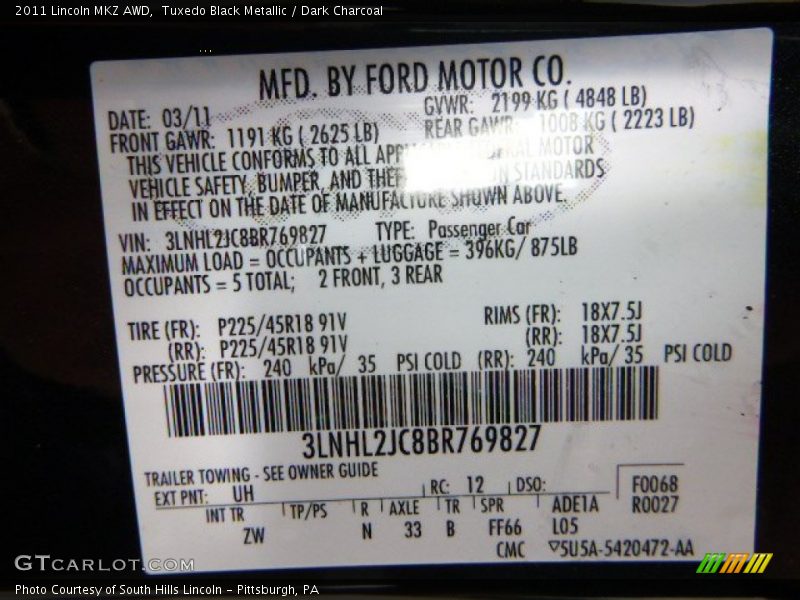 2011 Lincoln MKZ AWD,  Tuxedo Black Metallic / Dark Charcoal
MFD. BY FORD MOTOR CO.
DATE: 03/11 GVWR: 2199 KG ( 4848 LB)
FRONT GAWR: 1191 KG ( 2625 LB) REAR GAWR: 1008 KG ( 2223 LB)
THIS VEHICLE CONFORMS TO ALL FEDERAL MOTOR
VEHICLE SAFETY, BUMPER, AND STANDARDS
IN EFFECT ON THE DATE OF MANUFACTURE SHOWN ABOVE.
VIN: 3LNHL2JC8BR769827 TYPE: Passenger Car
MAXIMUM LOAD = OCCUPANTS + LUGGAGE = 396KG/ 875LB
OCCUPANTS = 5 TOTAL; 2 FRONT, 3 REAR
TIRE (FR): P225/45R18 91V RIMS (FR): 18X7.5J
(RR): P225/45R18 91V (RR): 18X7.5J
PRESSURE (FR): 240 kPa/ 35 PSI COLD (RR): 240 kPa/ 35 PSI COLD
3LNHL2JC8BR769827
TRAILER TOWING - SEE OWNER GUIDE
EXT PNT: UH RC: 12 DSO: F0068
INT TR TP/PS R AXLE TR SPR ADE1A R0027
ZW N 33 B FF66 L05
CMC ▽5U5A-5420472-AA
GTCARLOT.COM
Photo Courtesy of South Hills Lincoln - Pittsburgh, PA